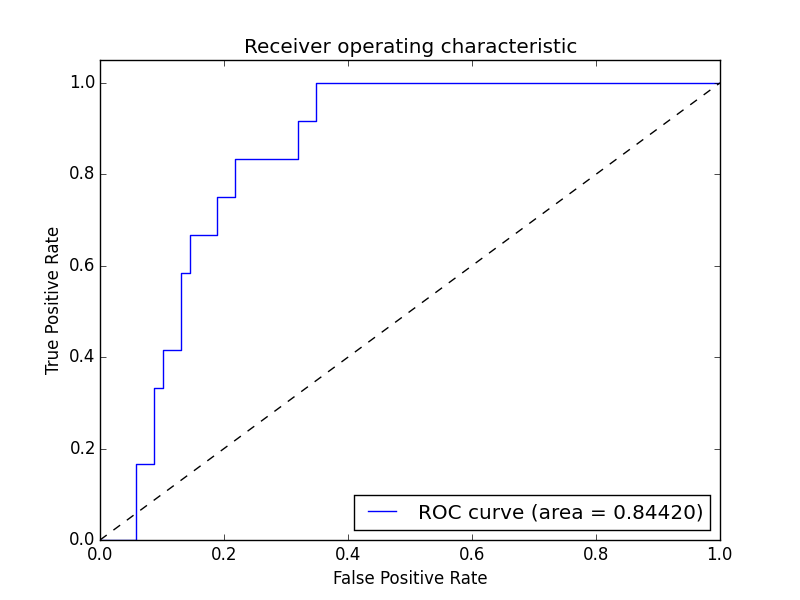 Receiver operating characteristic
1.0
0.8
0.6
0.4
0.2
0.0
True Positive Rate
ROC curve (area = 0.84420)
0.0 0.2 0.4 0.6 0.8 1.0
False Positive Rate